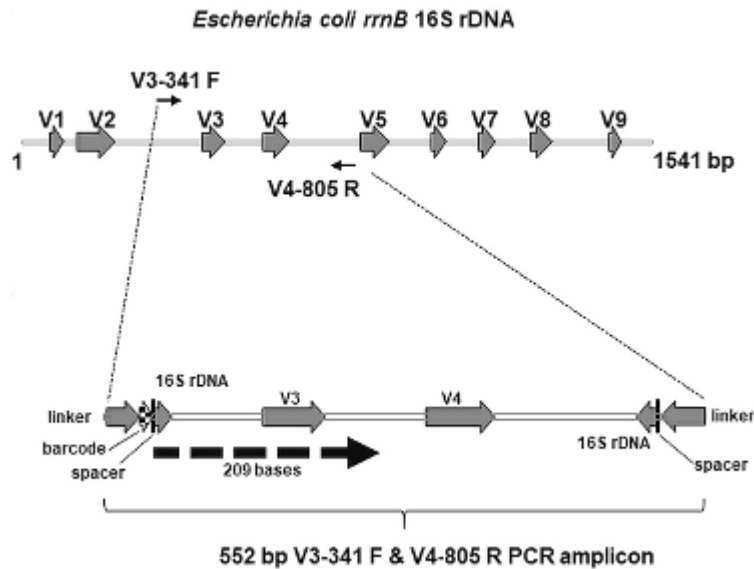 Escherichia coli rrnB 16S rDNA
V3-341 F
V1 V2 V3 V4 V5 V6 V7 V8 V9
1 1541 bp
V4-805 R
16S rDNA
V3 V4
linker linker
barcode 16S rDNA
spacer spacer
209 bases
552 bp V3-341 F & V4-805 R PCR amplicon